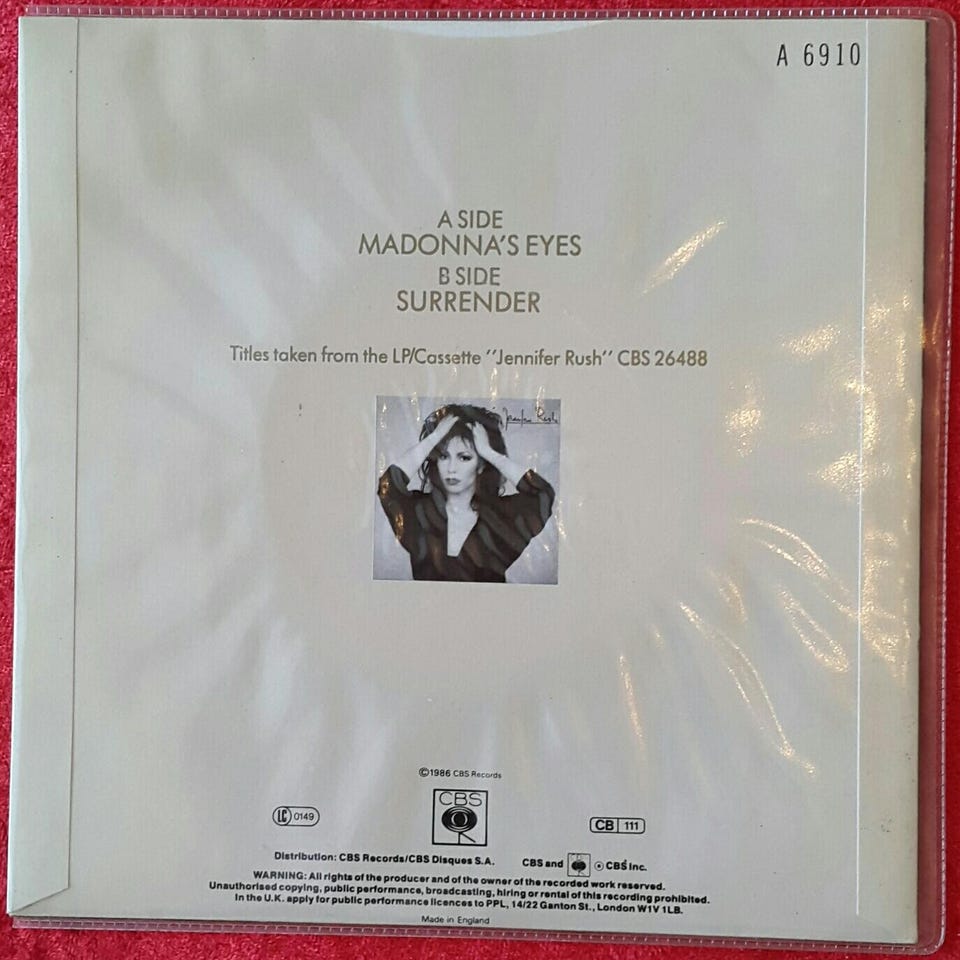 A 6910
A SIDE
MADONNA'S EYES
B SIDE
SURRENDER
Titles taken from the LP/Cassette "Jennifer Rush" CBS 26488
Jennifer Rush
©1986 CBS Records
CBS
LC 0149
CB 111
Distribution: CBS Records/CBS Disques S.A.
CBS and ℗ CBS Inc.
WARNING: All rights of the producer and of the owner of the recorded work reserved.
Unauthorised copying, public performance, broadcasting, hiring or rental of this recording prohibited.
In the U.K. apply for public performance licences to PPL, 14/22 Ganton St., London W1V 1LB.
Made in England